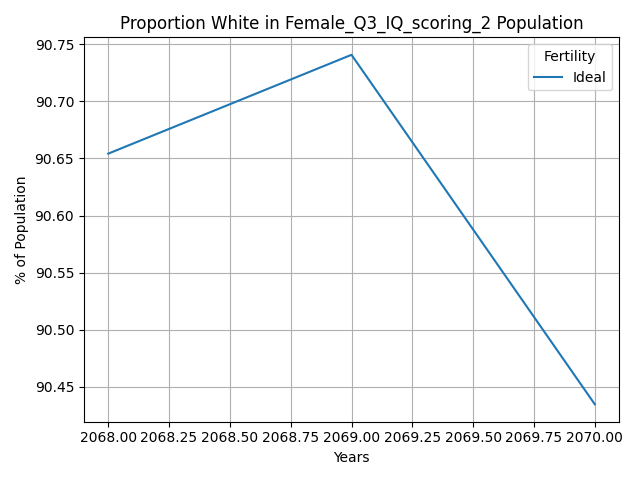 Proportion White in Female_Q3_IQ_scoring_2 Population
90.75
90.70
90.65
90.60
90.55
90.50
90.45
% of Population
Fertility
Ideal
2068.00 2068.25 2068.50 2068.75 2069.00 2069.25 2069.50 2069.75 2070.00
Years